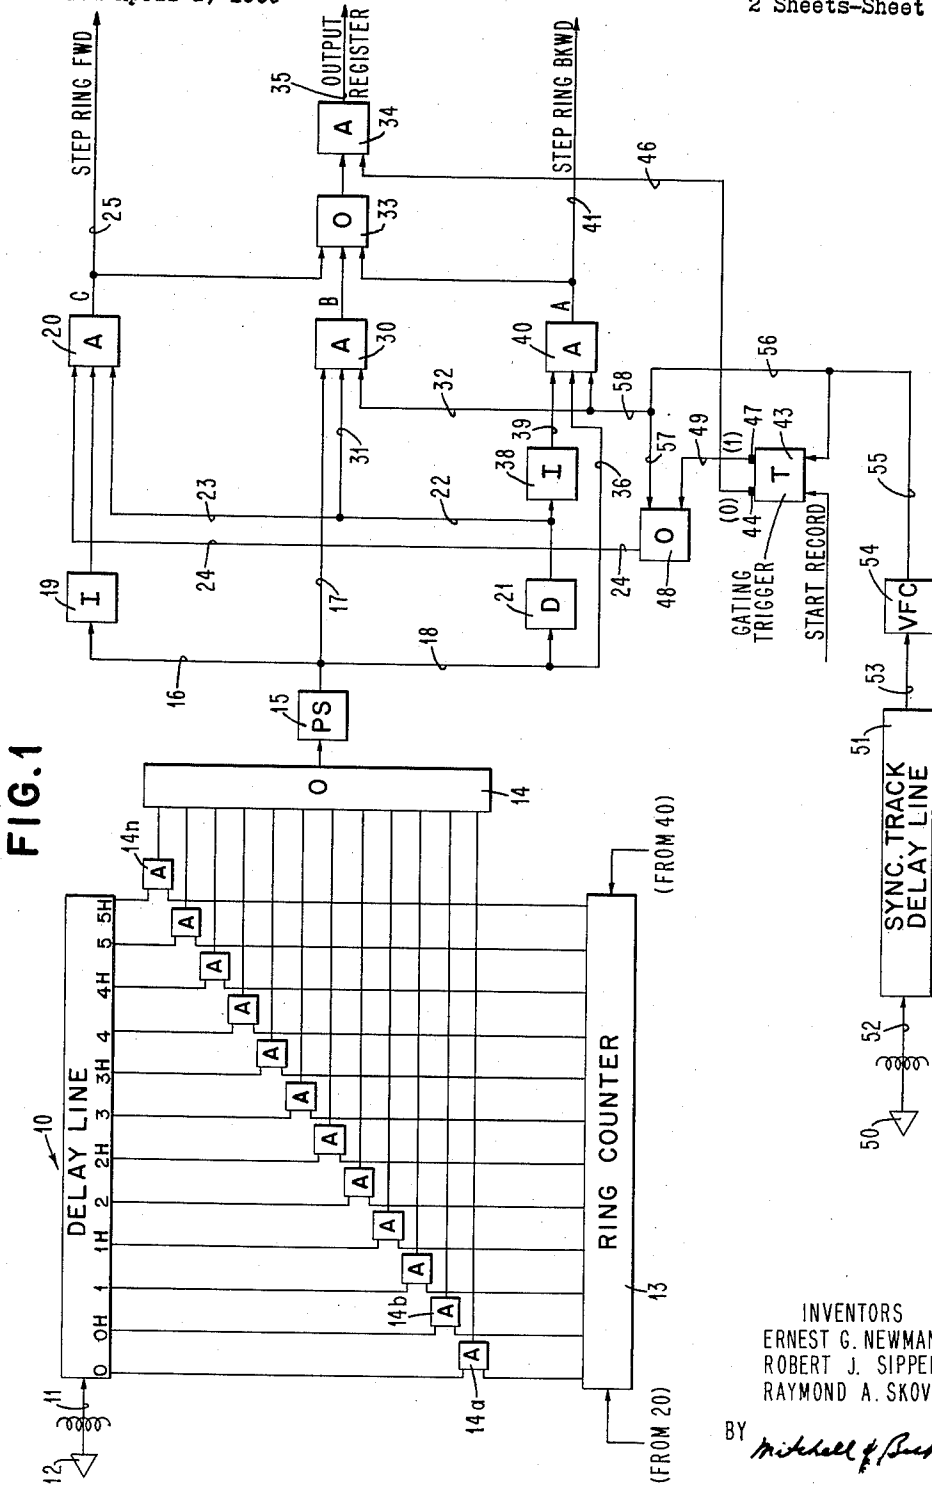 2 Sheets-Sheet
FIG.1
STEP RING FWD
OUTPUT
REGISTER
STEP RING BKWD
25
35
41
C
B
A
20
A
30
A
40
A
33
O
34
A
46
32
58
56
31
39
36
57
49
(0)
(1)
44
47
43
T
GATING
TRIGGER
START RECORD
48
O
24
23
22
24
17
18
16
19
I
38
I
21
D
15
PS
14
O
55
54
VFC
53
51
SYNC. TRACK
DELAY LINE
52
50
10
DELAY LINE
0
0H
1
1H
2
2H
3
3H
4
4H
5
5H
11
12
14n
A
A
A
A
A
A
A
A
A
A
14b
A
14a
A
RING COUNTER
13
(FROM 40)
(FROM 20)
INVENTORS
ERNEST G. NEWMAN
ROBERT J. SIPPE
RAYMOND A. SKOV
BY
Mitchell &